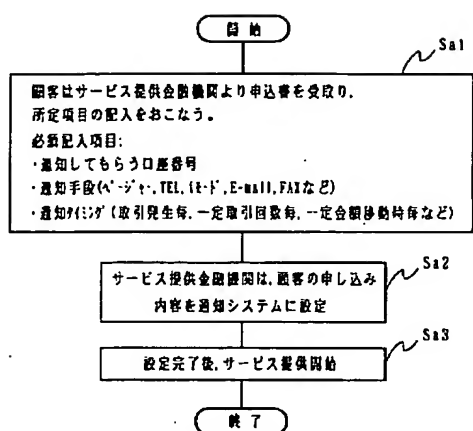 開始
Sa1
顧客はサービス提供金融機関より申込書を受取り,
所定項目の記入をおこなう。
必須記入項目:
・通知してもらう口座番号
・通知手段(ページャー,TEL,iモード,E-mail,FAXなど)
・通知タイミング(取引発生毎,一定取引回数毎,一定金額移動時毎など)
Sa2
サービス提供金融機関は,顧客の申し込み
内容を通知システムに設定
Sa3
設定完了後,サービス提供開始
終了